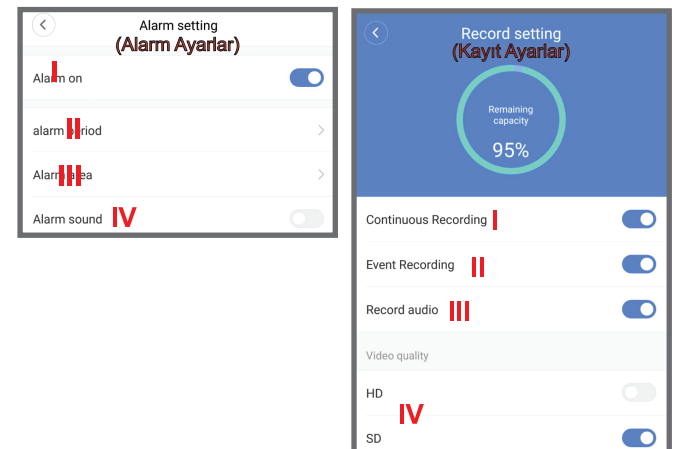 Alarm setting
(Alarm Ayarlar)
Alarm on
I
alarm period
II
Alarm area
III
Alarm sound IV
Record setting
(Kayıt Ayarlar)
Remaining
capacity
95%
Continuous Recording I
Event Recording II
Record audio III
Video quality
HD
IV
SD